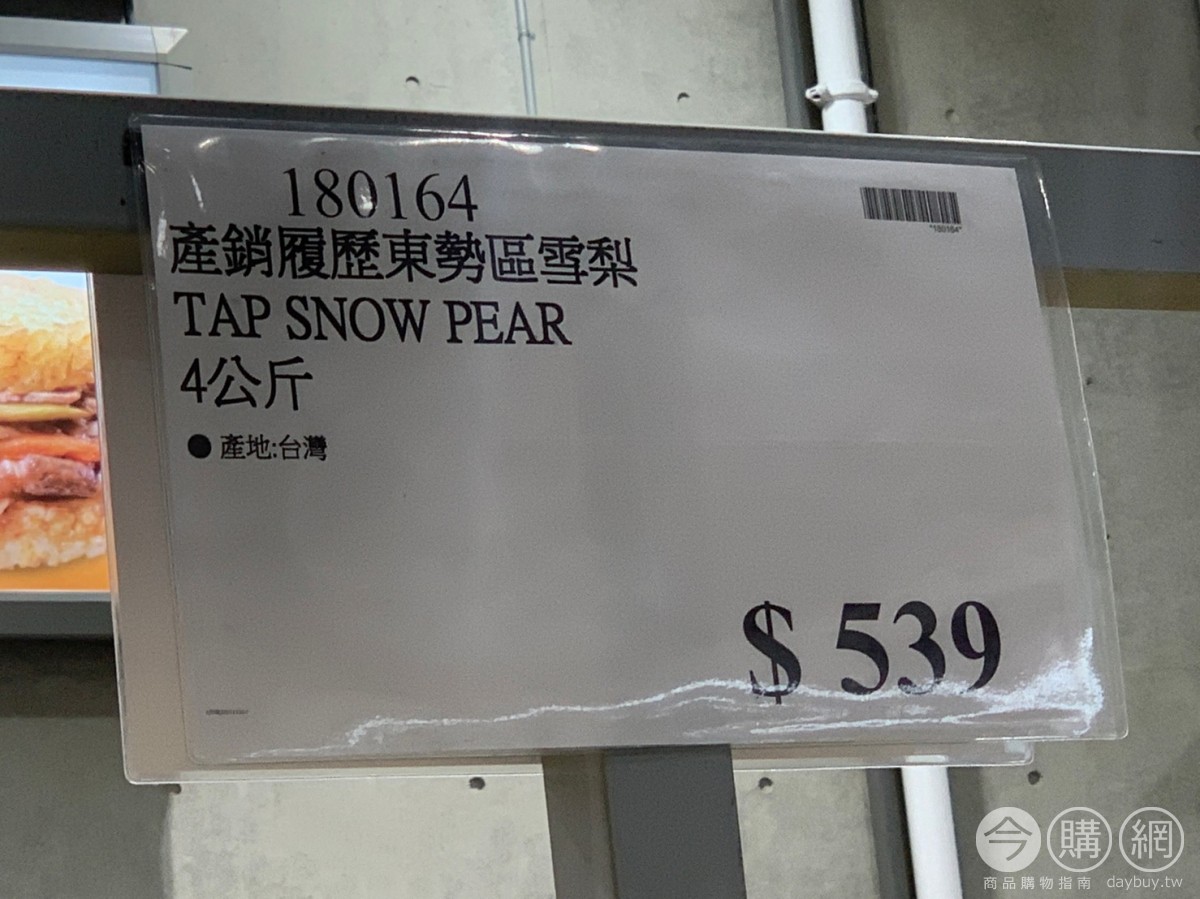 180164
"180164"
產銷履歷東勢區雪梨
TAP SNOW PEAR
4公斤
● 產地:台灣
$ 539
今購網
商品購物指南 daybuy.tw